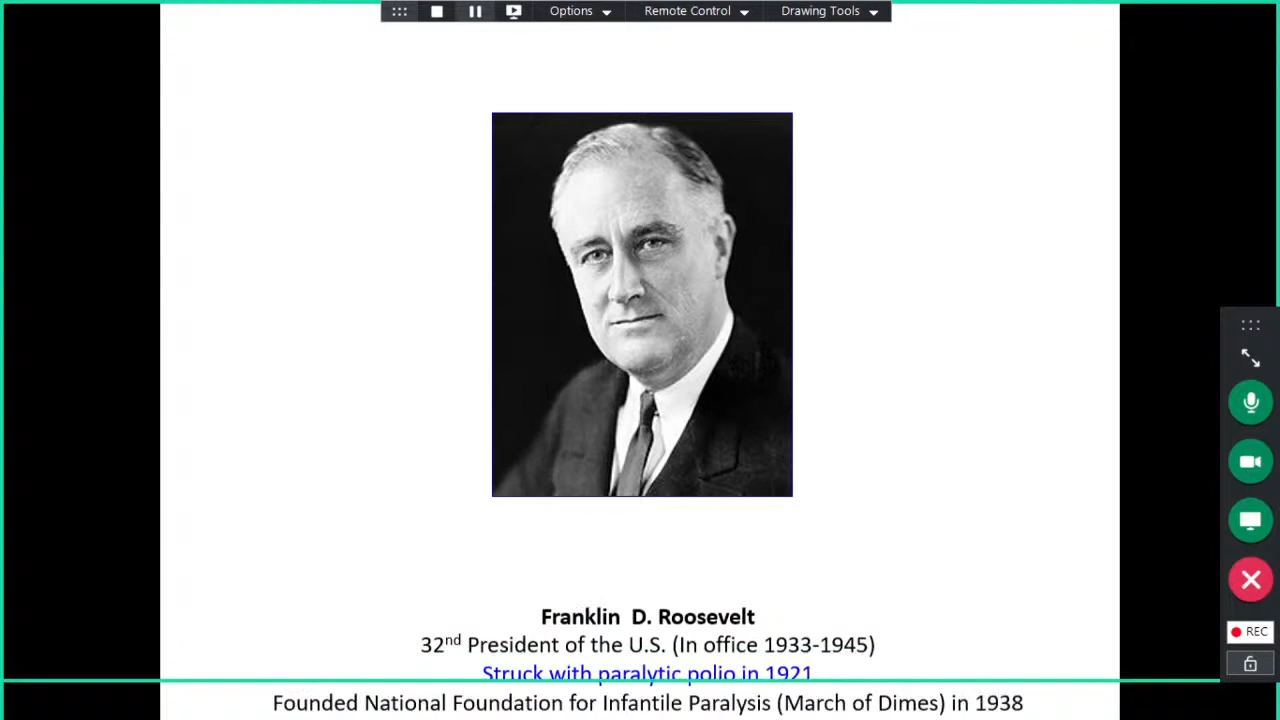 Options
Remote Control
Drawing Tools
Franklin D. Roosevelt
32nd President of the U.S. (In office 1933-1945)
Struck with paralytic polio in 1921
Founded National Foundation for Infantile Paralysis (March of Dimes) in 1938
REC